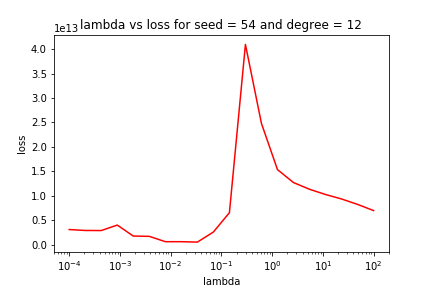 1e13
lambda vs loss for seed = 54 and degree = 12
4.0
3.5
3.0
2.5
2.0
1.5
1.0
0.5
0.0
loss
10⁻⁴ 10⁻³ 10⁻² 10⁻¹ 10⁰ 10¹ 10²
lambda